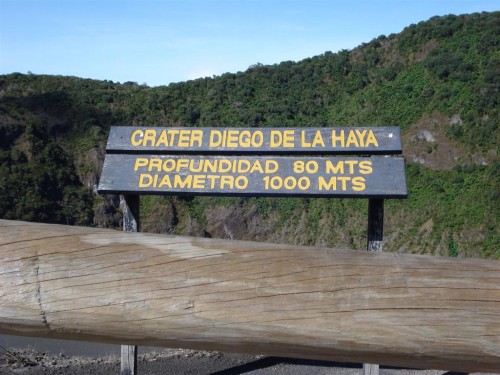 CRATER DIEGO DE LA HAYA
PROFUNDIDAD 80 MTS
DIAMETRO 1000 MTS